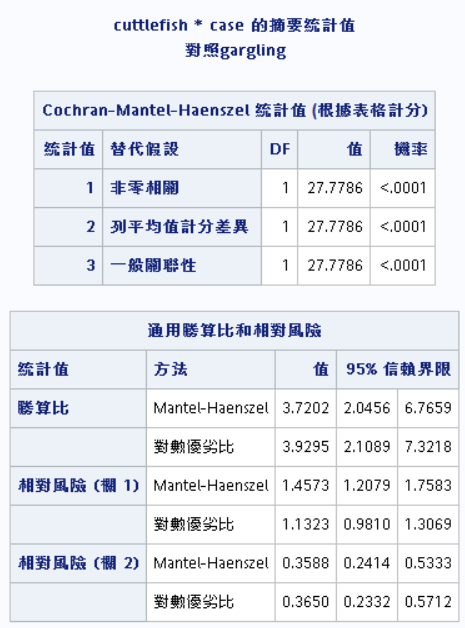 cuttlefish * case 的摘要統計值
對照gargling
Cochran-Mantel-Haenszel 統計值 (根據表格計分)
統計值 替代假設 DF 值 機率
1 非零相關 1 27.7786 <.0001
2 列平均值計分差異 1 27.7786 <.0001
3 一般關聯性 1 27.7786 <.0001
通用勝算比和相對風險
統計值 方法 值 95% 信賴界限
勝算比 Mantel-Haenszel 3.7202 2.0456 6.7659
對數優劣比 3.9295 2.1089 7.3218
相對風險 (欄 1) Mantel-Haenszel 1.4573 1.2079 1.7583
對數優劣比 1.1323 0.9810 1.3069
相對風險 (欄 2) Mantel-Haenszel 0.3588 0.2414 0.5333
對數優劣比 0.3650 0.2332 0.5712